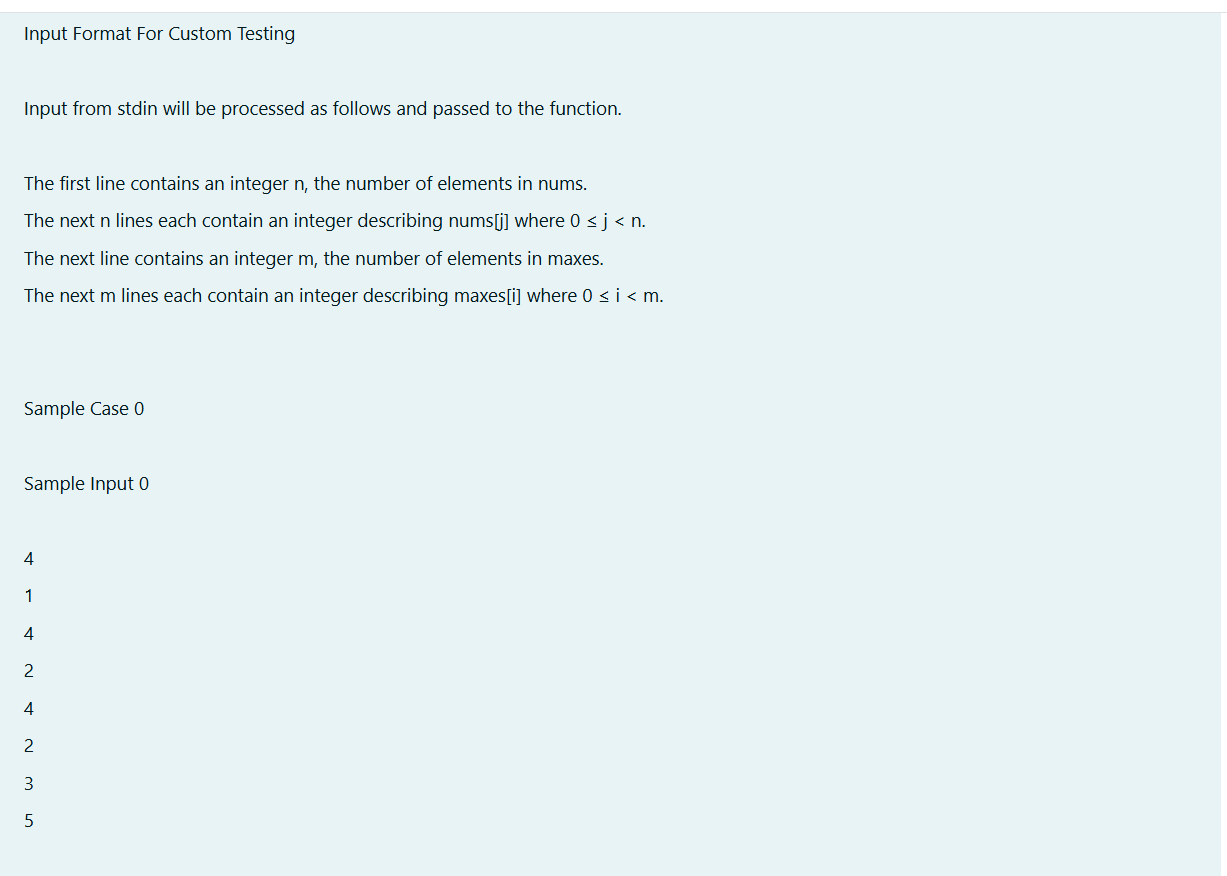 Input Format For Custom Testing
Input from stdin will be processed as follows and passed to the function.
The first line contains an integer n, the number of elements in nums.
The next n lines each contain an integer describing nums[j] where 0 ≤ j < n.
The next line contains an integer m, the number of elements in maxes.
The next m lines each contain an integer describing maxes[i] where 0 ≤ i < m.
Sample Case 0
Sample Input 0
4
1
4
2
4
2
3
5